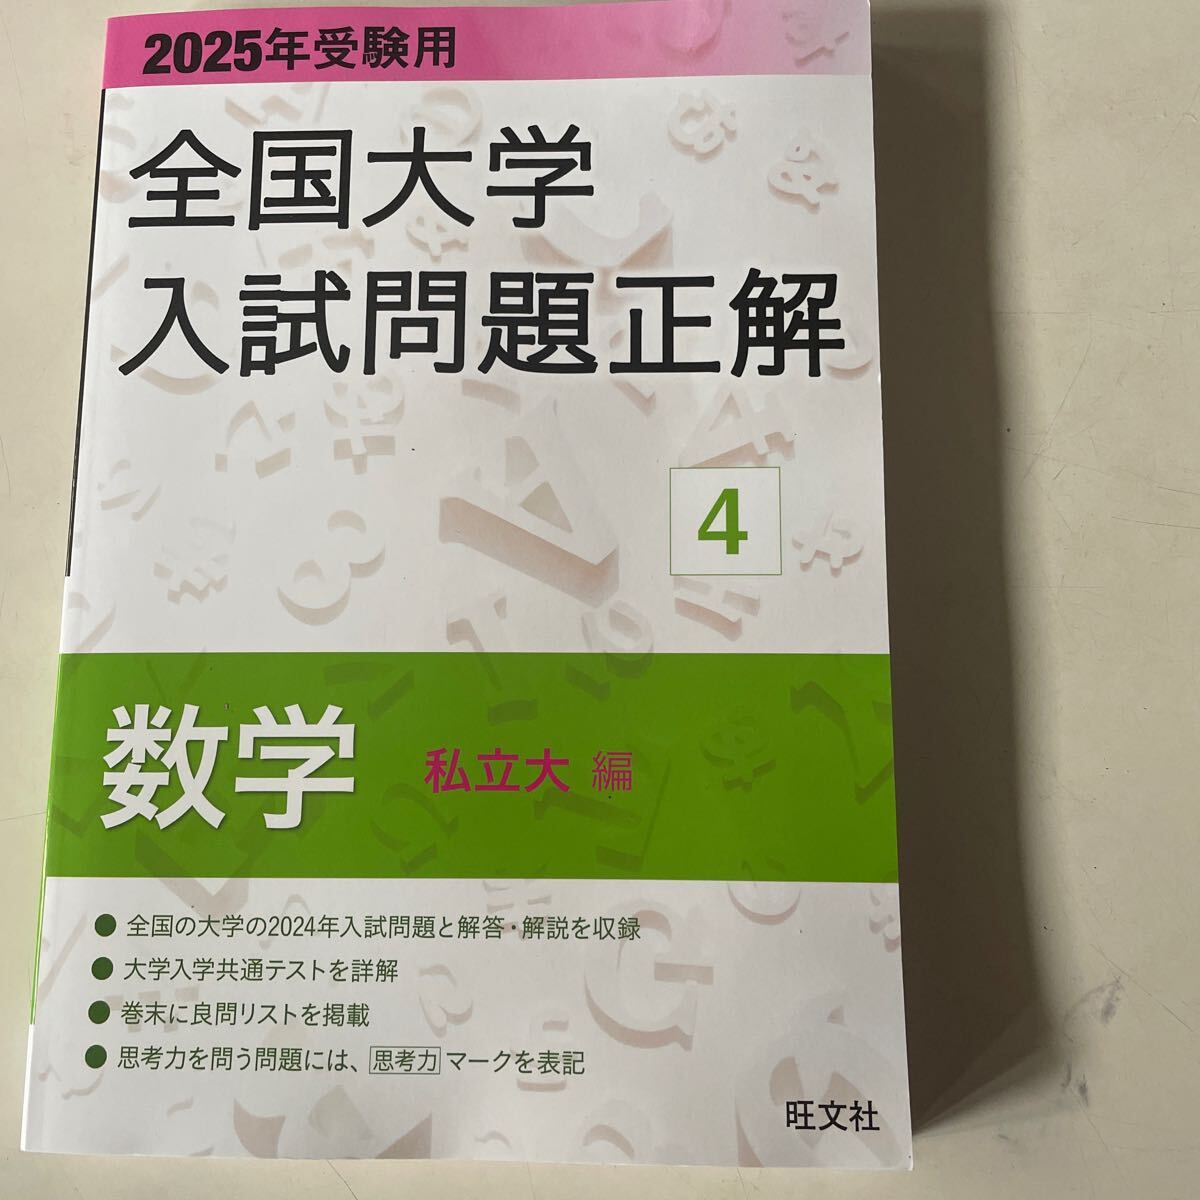 2025年受験用
全国大学
入試問題正解
4
数学 私立大 編
● 全国の大学の2024年入試問題と解答・解説を収録
● 大学入学共通テストを詳解
● 巻末に良問リストを掲載
● 思考力を問う問題には、思考力マークを表記
旺文社